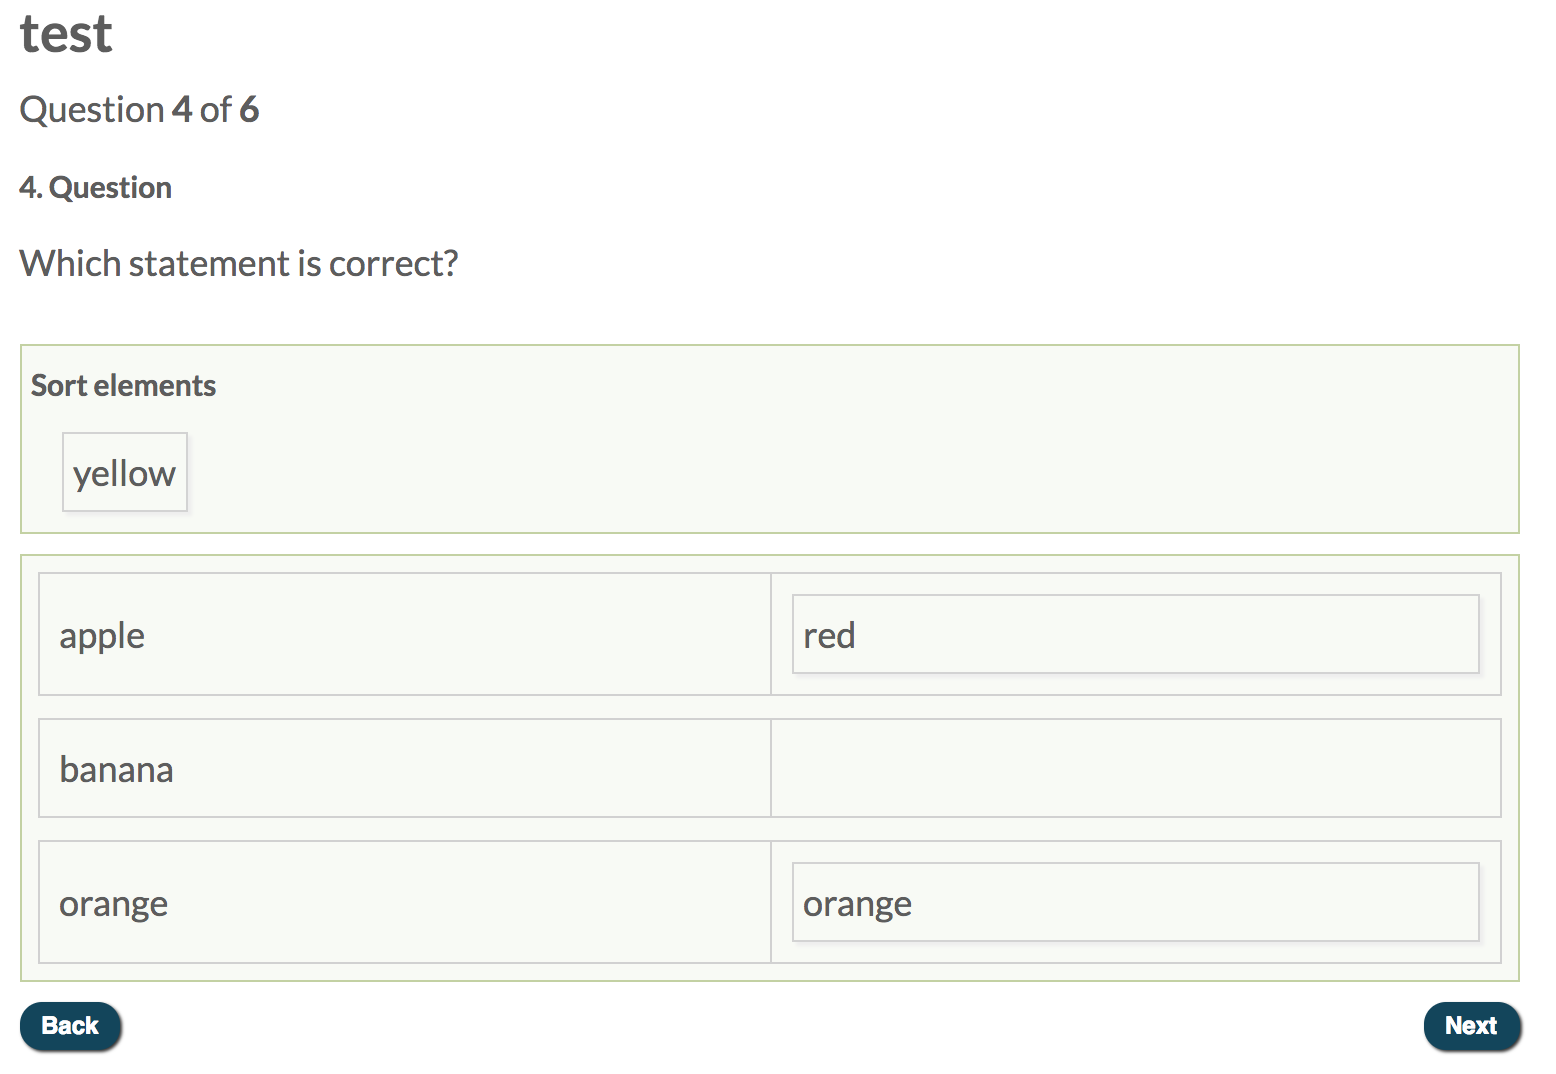 test
Question 4 of 6
4. Question
Which statement is correct?
Sort elements
yellow
apple
red
banana
orange
orange
Back
Next